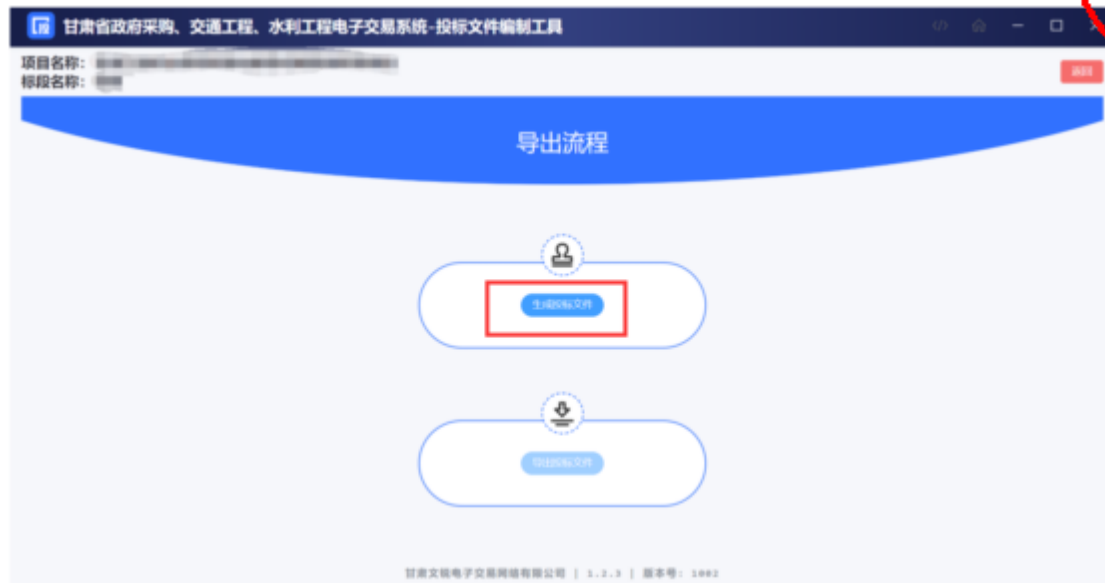 甘肃省政府采购、交通工程、水利工程电子交易系统-投标文件编制工具
项目名称：
标段名称：
返回
导出流程
生成投标文件
导出投标文件
甘肃文锐电子交易网络有限公司 | 1.2.3 | 版本号：1002